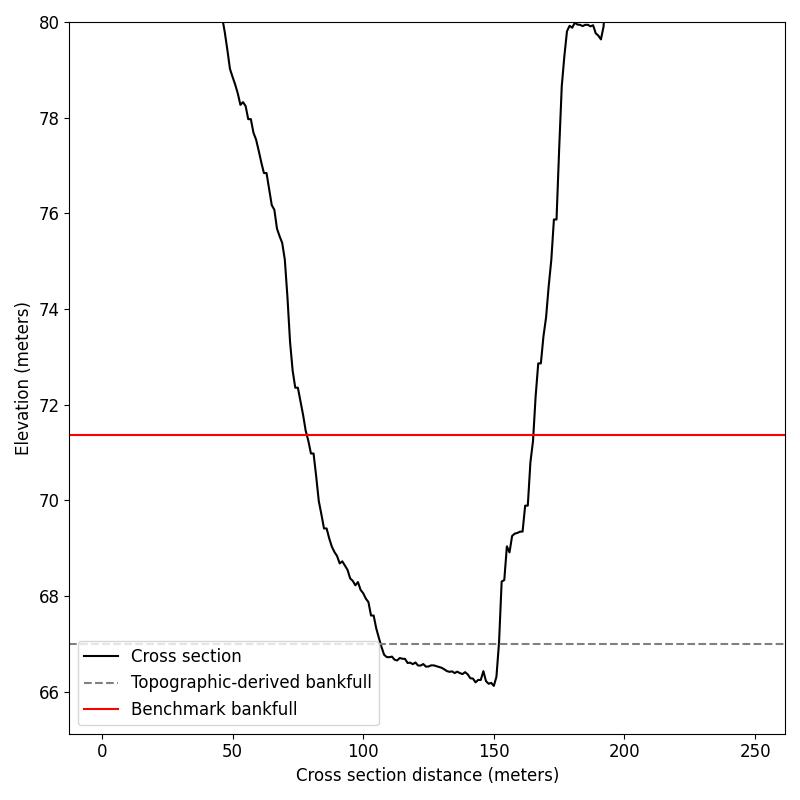 80
78
76
74
72
70
68
66
Elevation (meters)
Cross section
Topographic-derived bankfull
Benchmark bankfull
0 50 100 150 200 250
Cross section distance (meters)